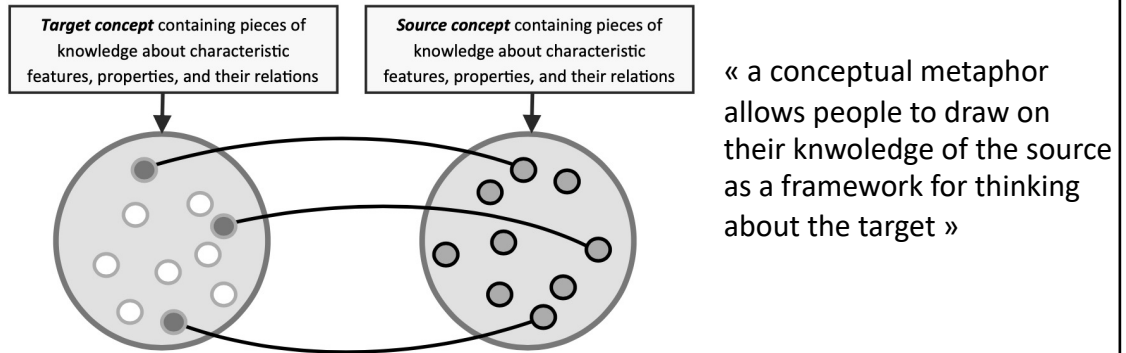 Target concept containing pieces of
knowledge about characteristic
features, properties, and their relations
Source concept containing pieces of
knowledge about characteristic
features, properties, and their relations
« a conceptual metaphor
allows people to draw on
their knwoledge of the source
as a framework for thinking
about the target »